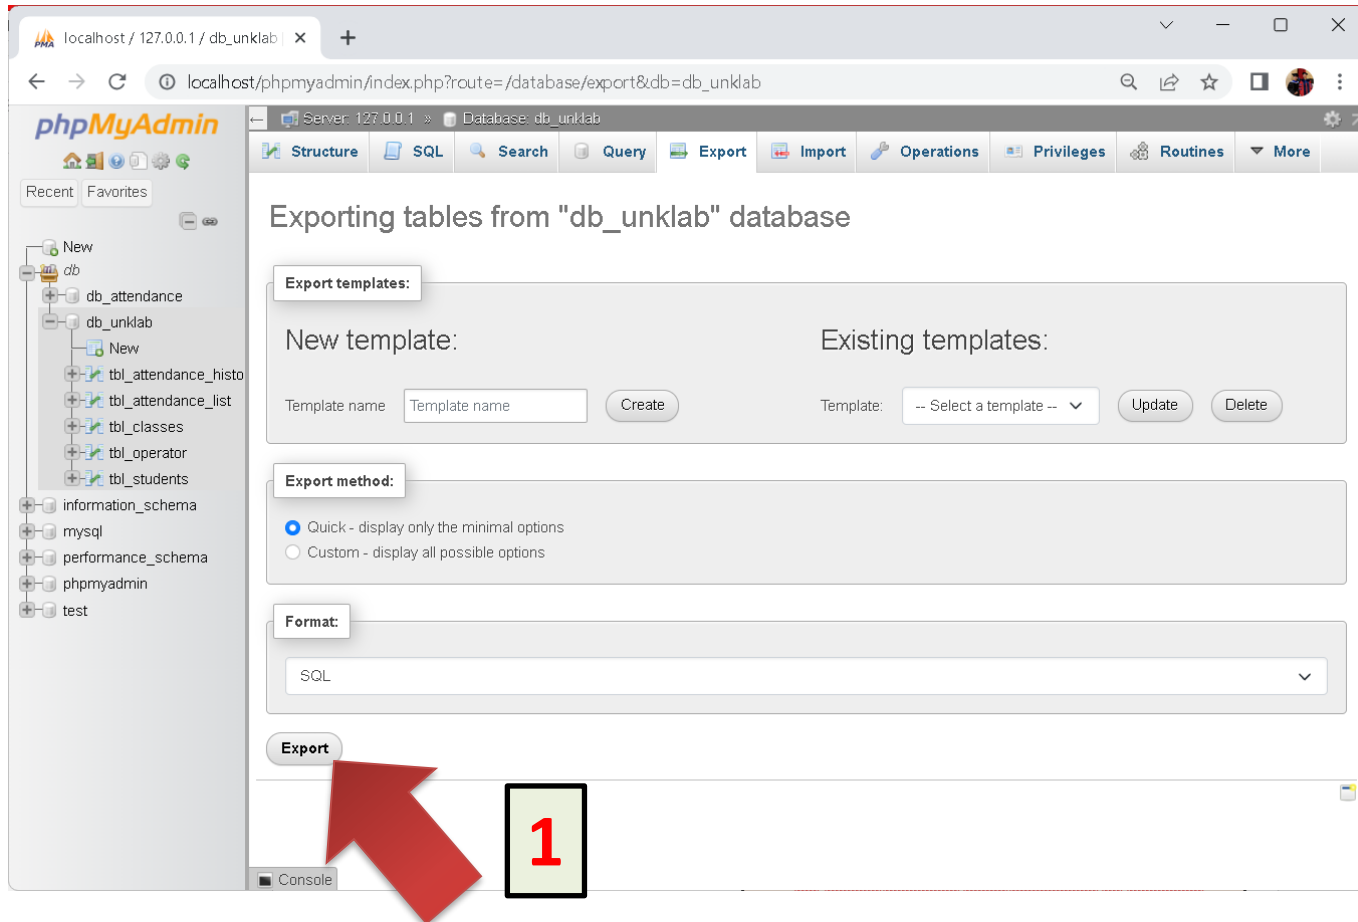 localhost / 127.0.0.1 / db_unklab
localhost/phpmyadmin/index.php?route=/database/export&db=db_unklab
phpMyAdmin
Recent Favorites
New
db
db_attendance
db_unklab
New
tbl_attendance_histo
tbl_attendance_list
tbl_classes
tbl_operator
tbl_students
information_schema
mysql
performance_schema
phpmyadmin
test
Server: 127.0.0.1 » Database: db_unklab
Structure SQL Search Query Export Import Operations Privileges Routines More
Exporting tables from "db_unklab" database
Export templates:
New template: Existing templates:
Template name Template name Create Template: -- Select a template -- Update Delete
Export method:
Quick - display only the minimal options
Custom - display all possible options
Format:
SQL
Export
1
Console